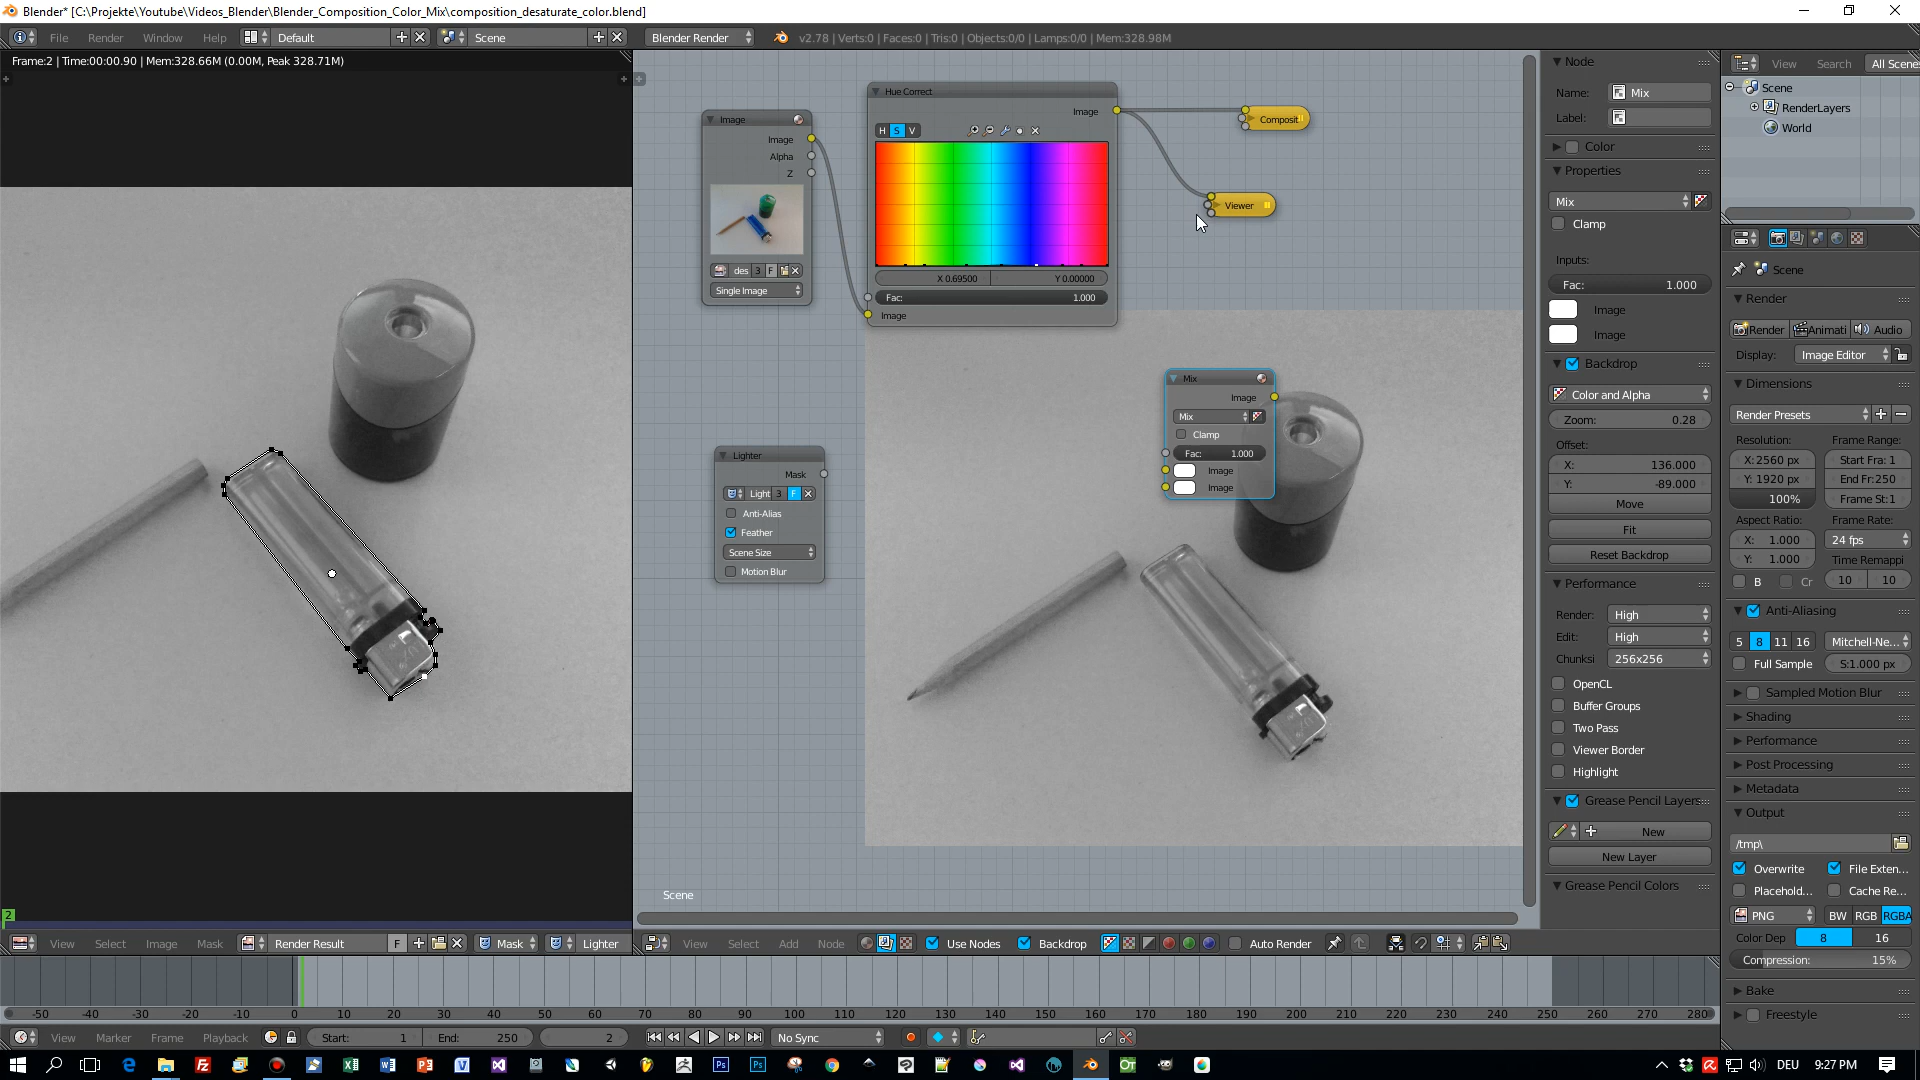 Blender* [C:\Projekte\Youtube\Videos_Blender\Blender_Composition_Color_Mix\composition_desaturate_color.blend]
File Render Window Help Default Scene Blender Render v2.78 | Verts:0 | Faces:0 | Tris:0 | Objects:0/0 | Lamps:0/0 | Mem:328.98M
Frame:2 | Time:00:00.90 | Mem:328.66M (0.00M, Peak 328.71M)
Image
Image
Alpha
Z
des 3 F
Single Image
Hue Correct
Image
H S V
X 0.69500 Y 0.00000
Fac: 1.000
Image
Composit
Viewer
Mix
Image
Mix
Clamp
Fac: 1.000
Image
Image
Lighter
Mask
Light 3 F
Anti-Alias
Feather
Scene Size
Motion Blur
Scene
Node
Name: Mix
Label:
Color
Properties
Mix
Clamp
Inputs:
Fac: 1.000
Image
Image
Backdrop
Color and Alpha
Zoom: 0.28
Offset:
X: 136.000
Y: -89.000
Move
Fit
Reset Backdrop
Performance
Render: High
Edit: High
Chunksi 256x256
OpenCL
Buffer Groups
Two Pass
Viewer Border
Highlight
Grease Pencil Layers
New
New Layer
Grease Pencil Colors
View Search All Scene
Scene
RenderLayers
World
Scene
Render
Render Animati Audio
Display: Image Editor
Dimensions
Render Presets
Resolution: Frame Range:
X: 2560 px Start Fra: 1
Y: 1920 px End Fr:250
100% Frame St:1
Aspect Ratio: Frame Rate:
X: 1.000 24 fps
Y: 1.000 Time Remappi
B Cr 10 10
Anti-Aliasing
5 8 11 16 Mitchell-Ne...
Full Sample S:1.000 px
Sampled Motion Blur
Shading
Performance
Post Processing
Metadata
Output
/tmp\
Overwrite File Exten...
Placehold... Cache Re...
PNG BW RGB RGBA
Color Dep 8 16
Compression: 15%
Bake
Freestyle
2
View Select Image Mask Render Result F Mask Lighter
View Select Add Node Use Nodes Backdrop Auto Render
-50 -40 -30 -20 -10 0 10 20 30 40 50 60 70 80 90 100 110 120 130 140 150 160 170 180 190 200 210 220 230 240 250 260 270 280
View Marker Frame Playback Start: 1 End: 250 2 No Sync
DEU 9:27 PM